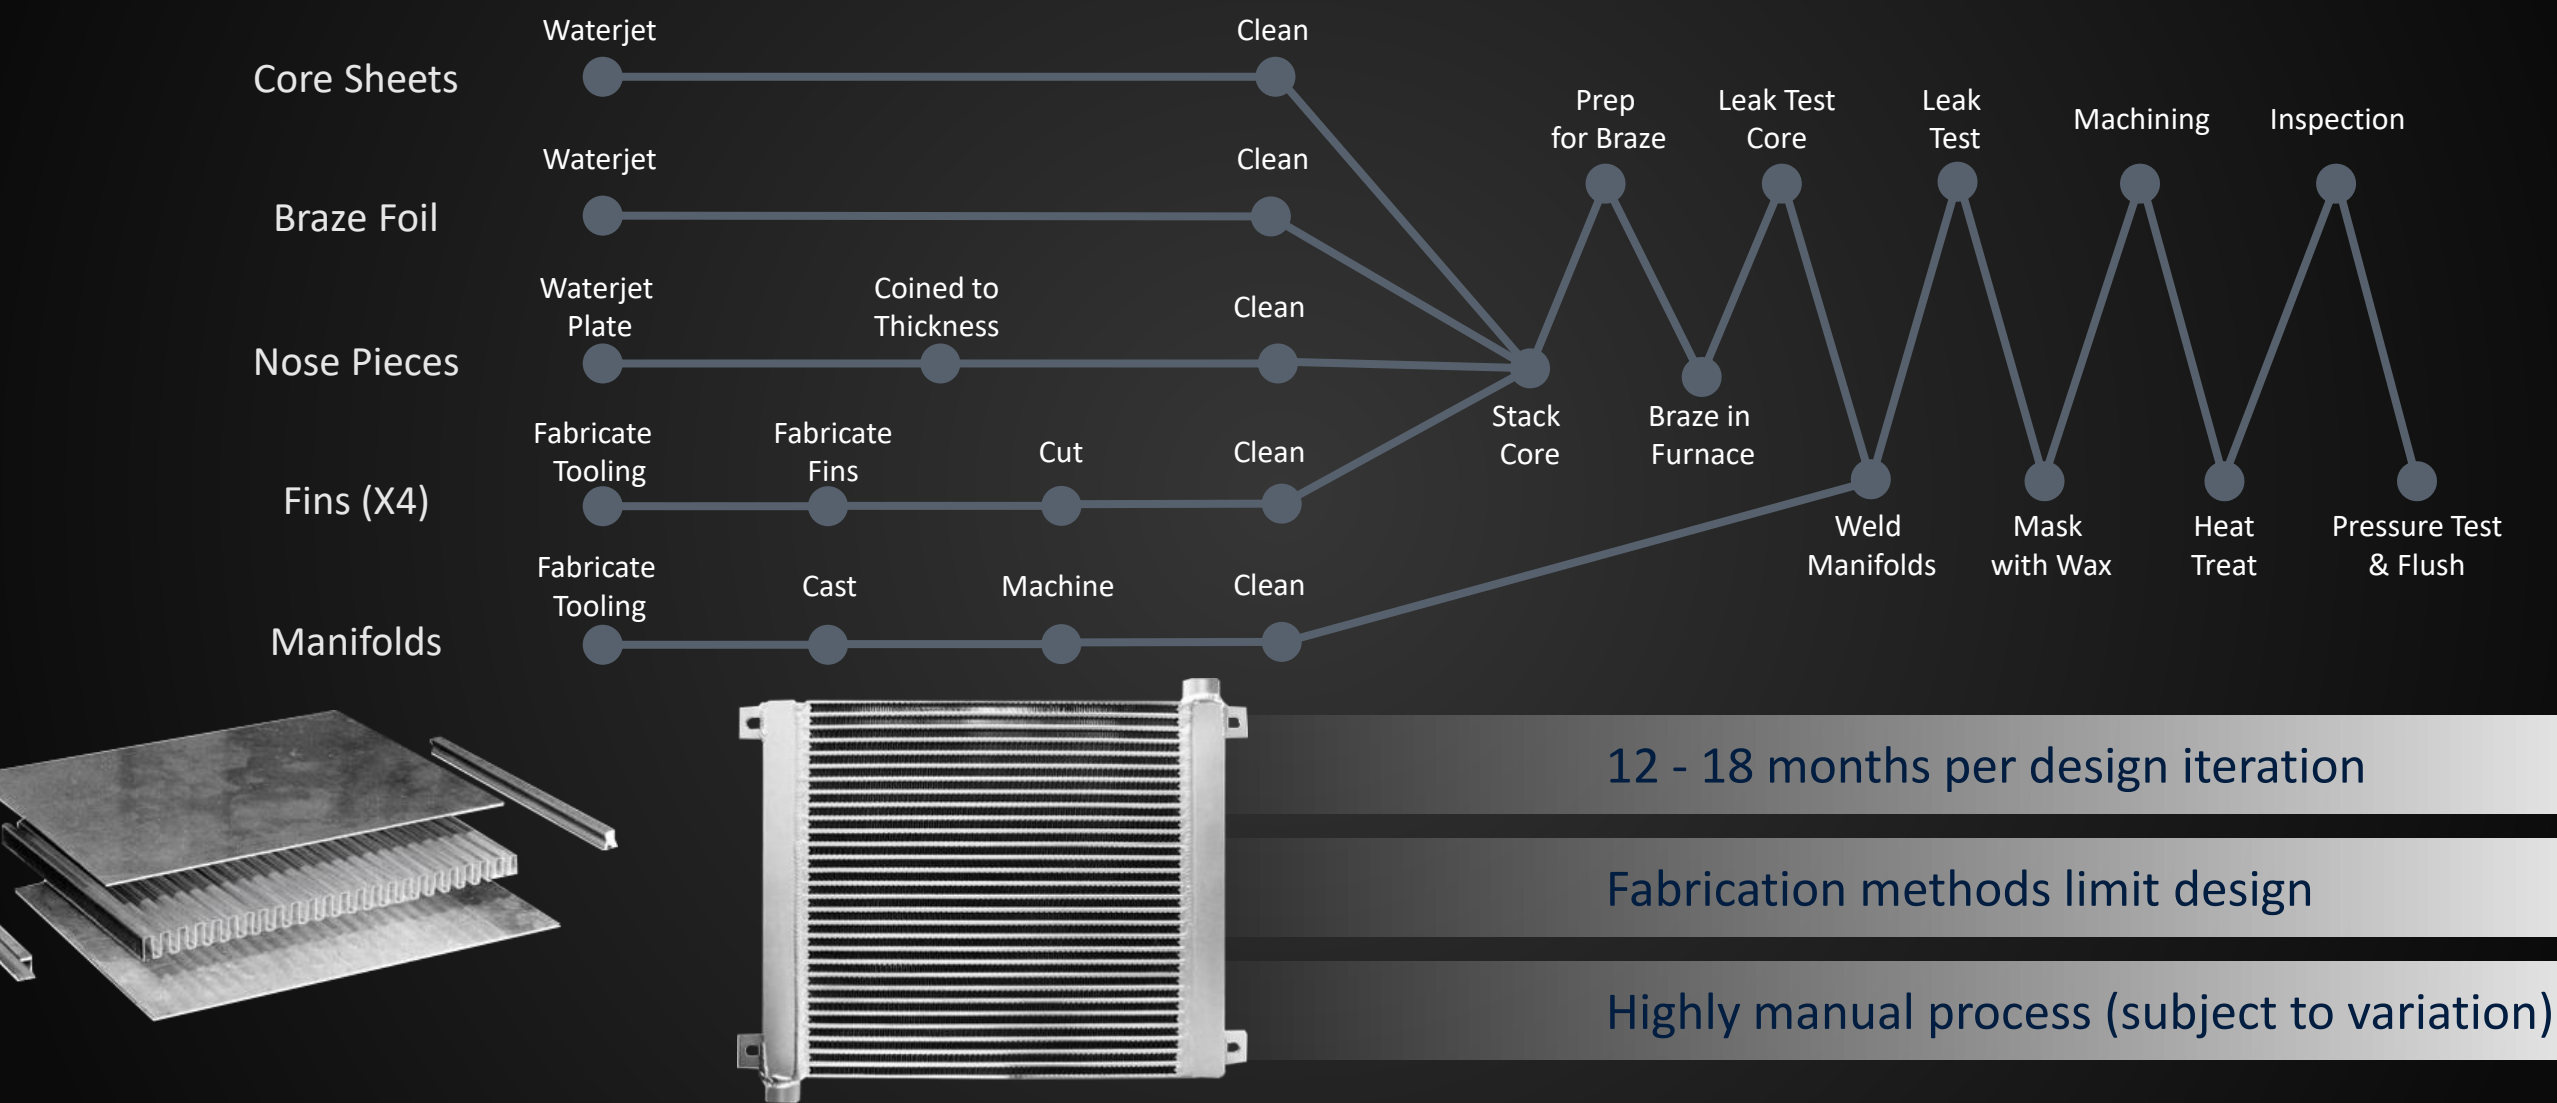 Core Sheets
Waterjet
Clean
Braze Foil
Waterjet
Clean
Nose Pieces
Waterjet
Plate
Coined to
Thickness
Clean
Fins (X4)
Fabricate
Tooling
Fabricate
Fins
Cut
Clean
Manifolds
Fabricate
Tooling
Cast
Machine
Clean
Stack
Core
Prep
for Braze
Braze in
Furnace
Leak Test
Core
Weld
Manifolds
Leak
Test
Mask
with Wax
Machining
Heat
Treat
Inspection
Pressure Test
& Flush
12 - 18 months per design iteration
Fabrication methods limit design
Highly manual process (subject to variation)